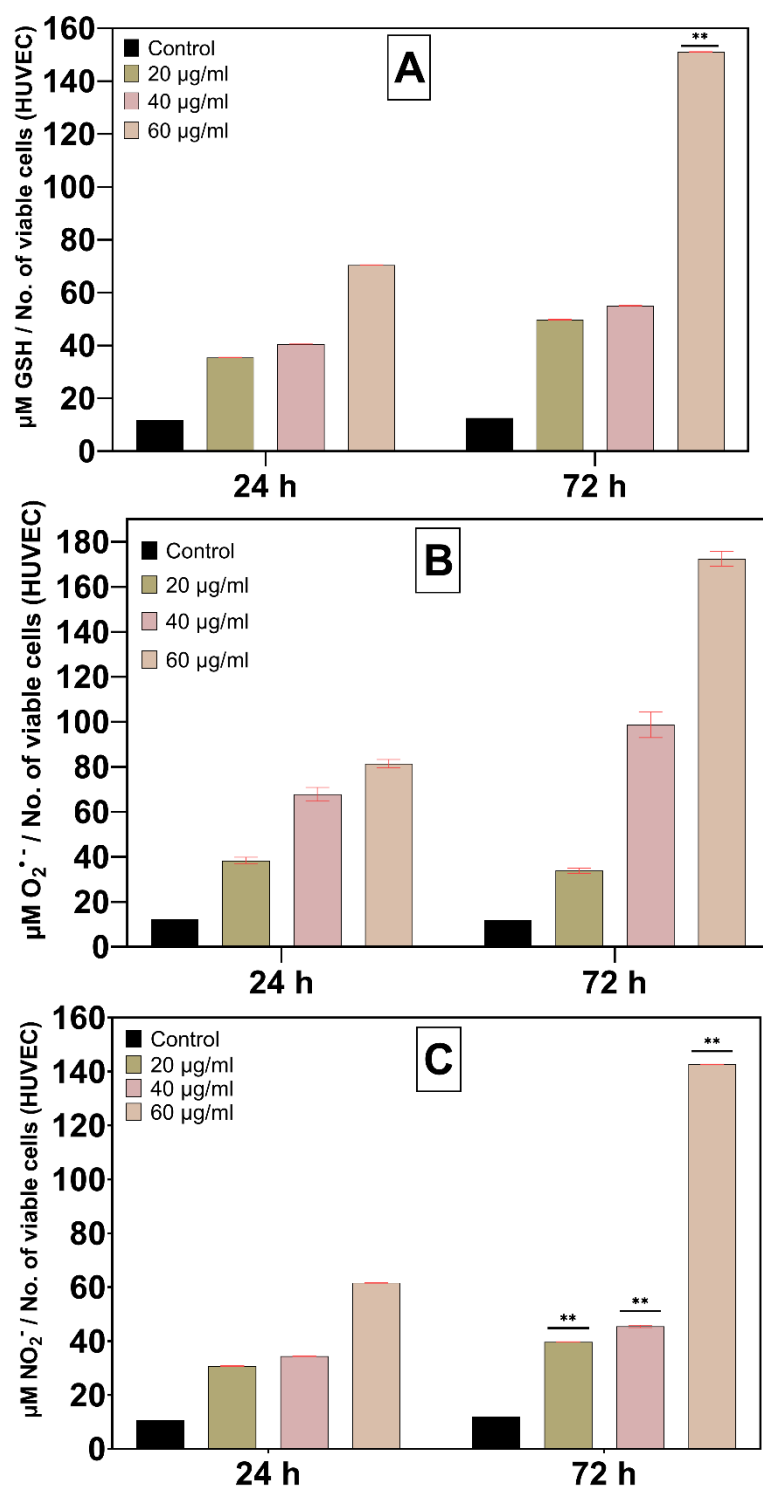 µM GSH / No. of viable cells (HUVEC)
160
140
120
100
80
60
40
20
0
Control
20 µg/ml
40 µg/ml
60 µg/ml
A
**
24 h
72 h
µM O₂•- / No. of viable cells (HUVEC)
180
160
140
120
100
80
60
40
20
0
Control
20 µg/ml
40 µg/ml
60 µg/ml
B
24 h
72 h
µM NO₂⁻ / No. of viable cells (HUVEC)
160
140
120
100
80
60
40
20
0
Control
20 µg/ml
40 µg/ml
60 µg/ml
C
**
**
**
24 h
72 h